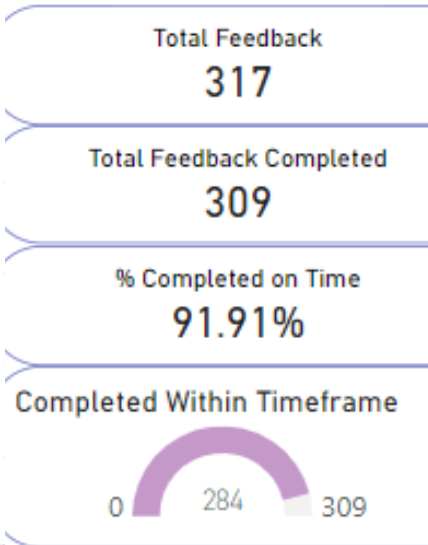 Total Feedback
317
Total Feedback Completed
309
% Completed on Time
91.91%
Completed Within Timeframe
0 284 309